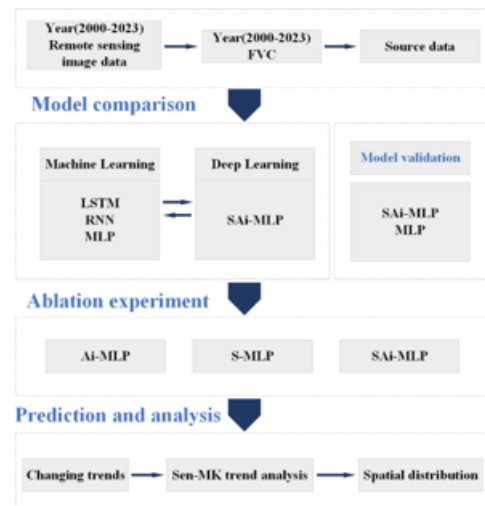 Year(2000-2023)
Remote sensing
image data
Year(2000-2023)
FVC
Source data
Model comparison
Machine Learning
LSTM
RNN
MLP
Deep Learning
SAi-MLP
Model validation
SAi-MLP
MLP
Ablation experiment
Ai-MLP
S-MLP
SAi-MLP
Prediction and analysis
Changing trends
Sen-MK trend analysis
Spatial distribution